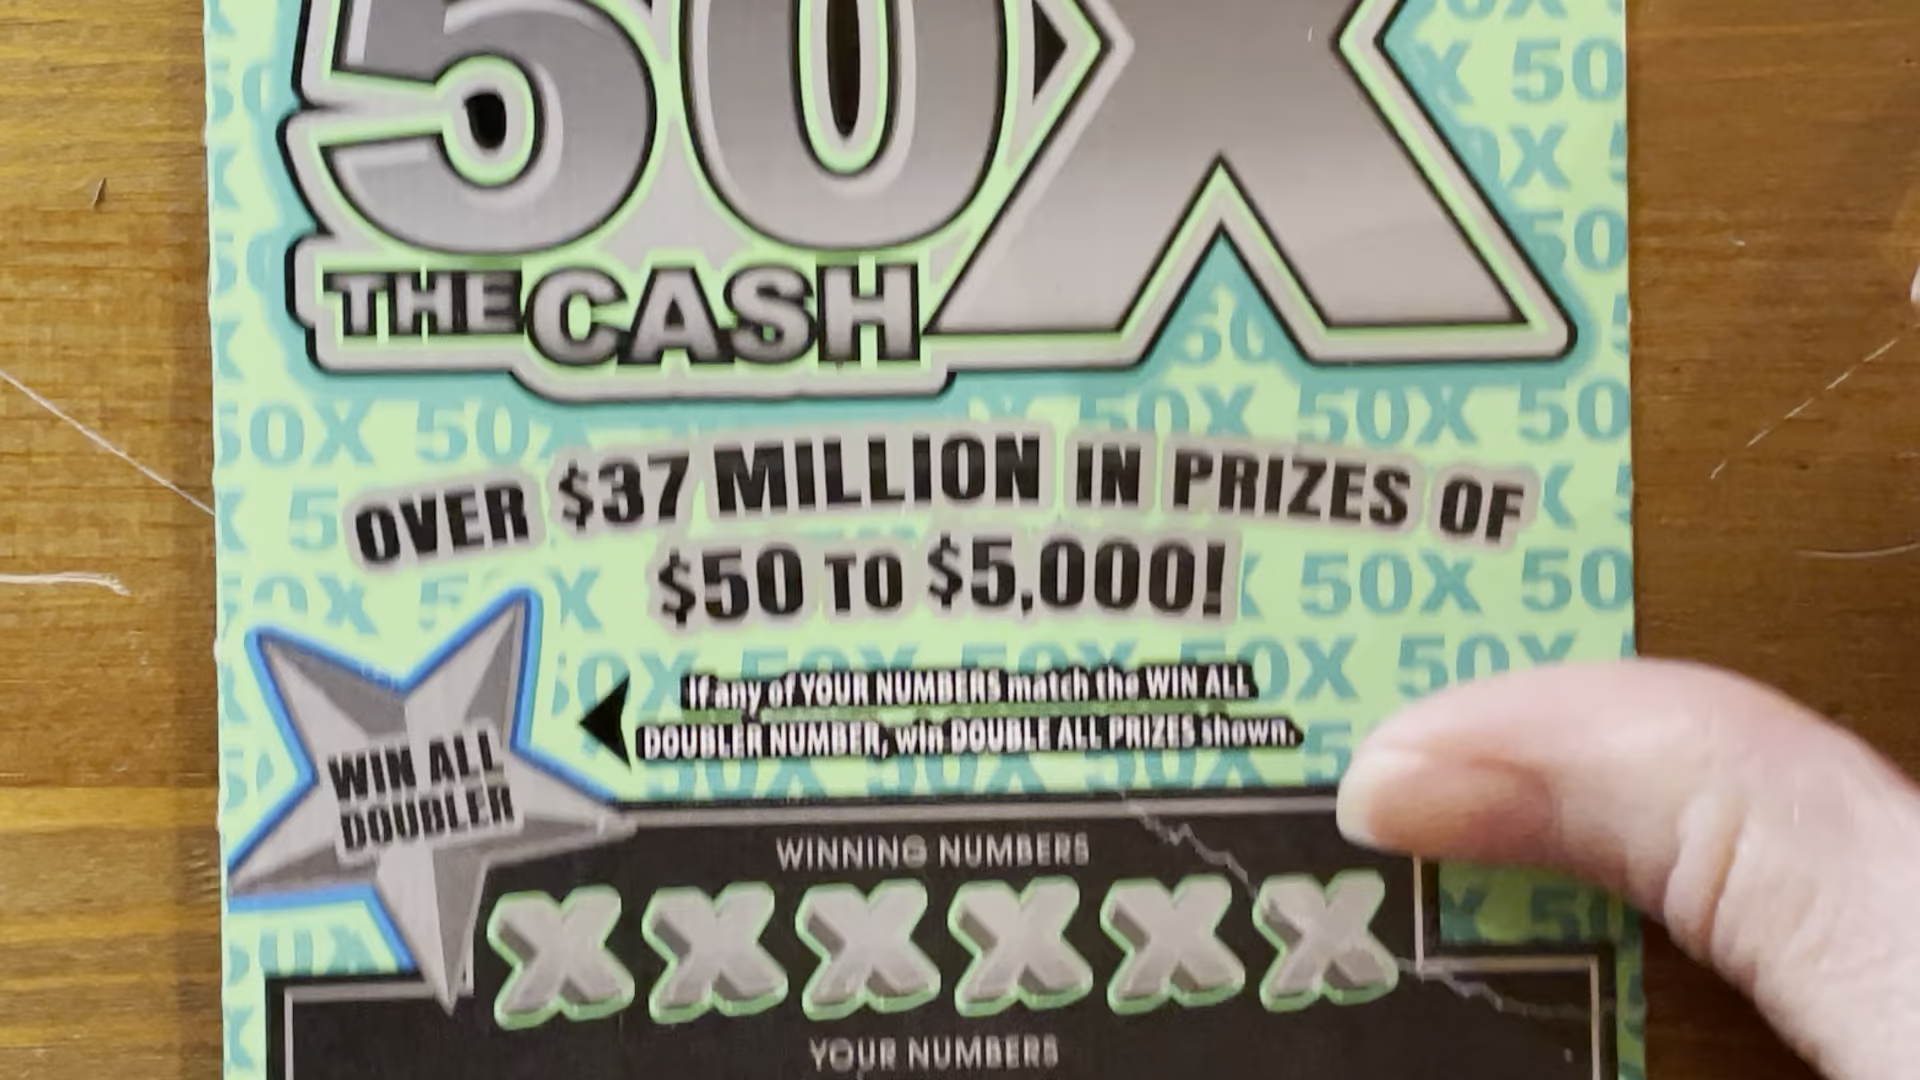 50X
THE CASH
OVER $37 MILLION IN PRIZES OF
$50 TO $5,000!
If any of YOUR NUMBERS match the WIN ALL
DOUBLER NUMBER, win DOUBLE ALL PRIZES shown.
WIN ALL
DOUBLER
WINNING NUMBERS
X X X X X X
YOUR NUMBERS